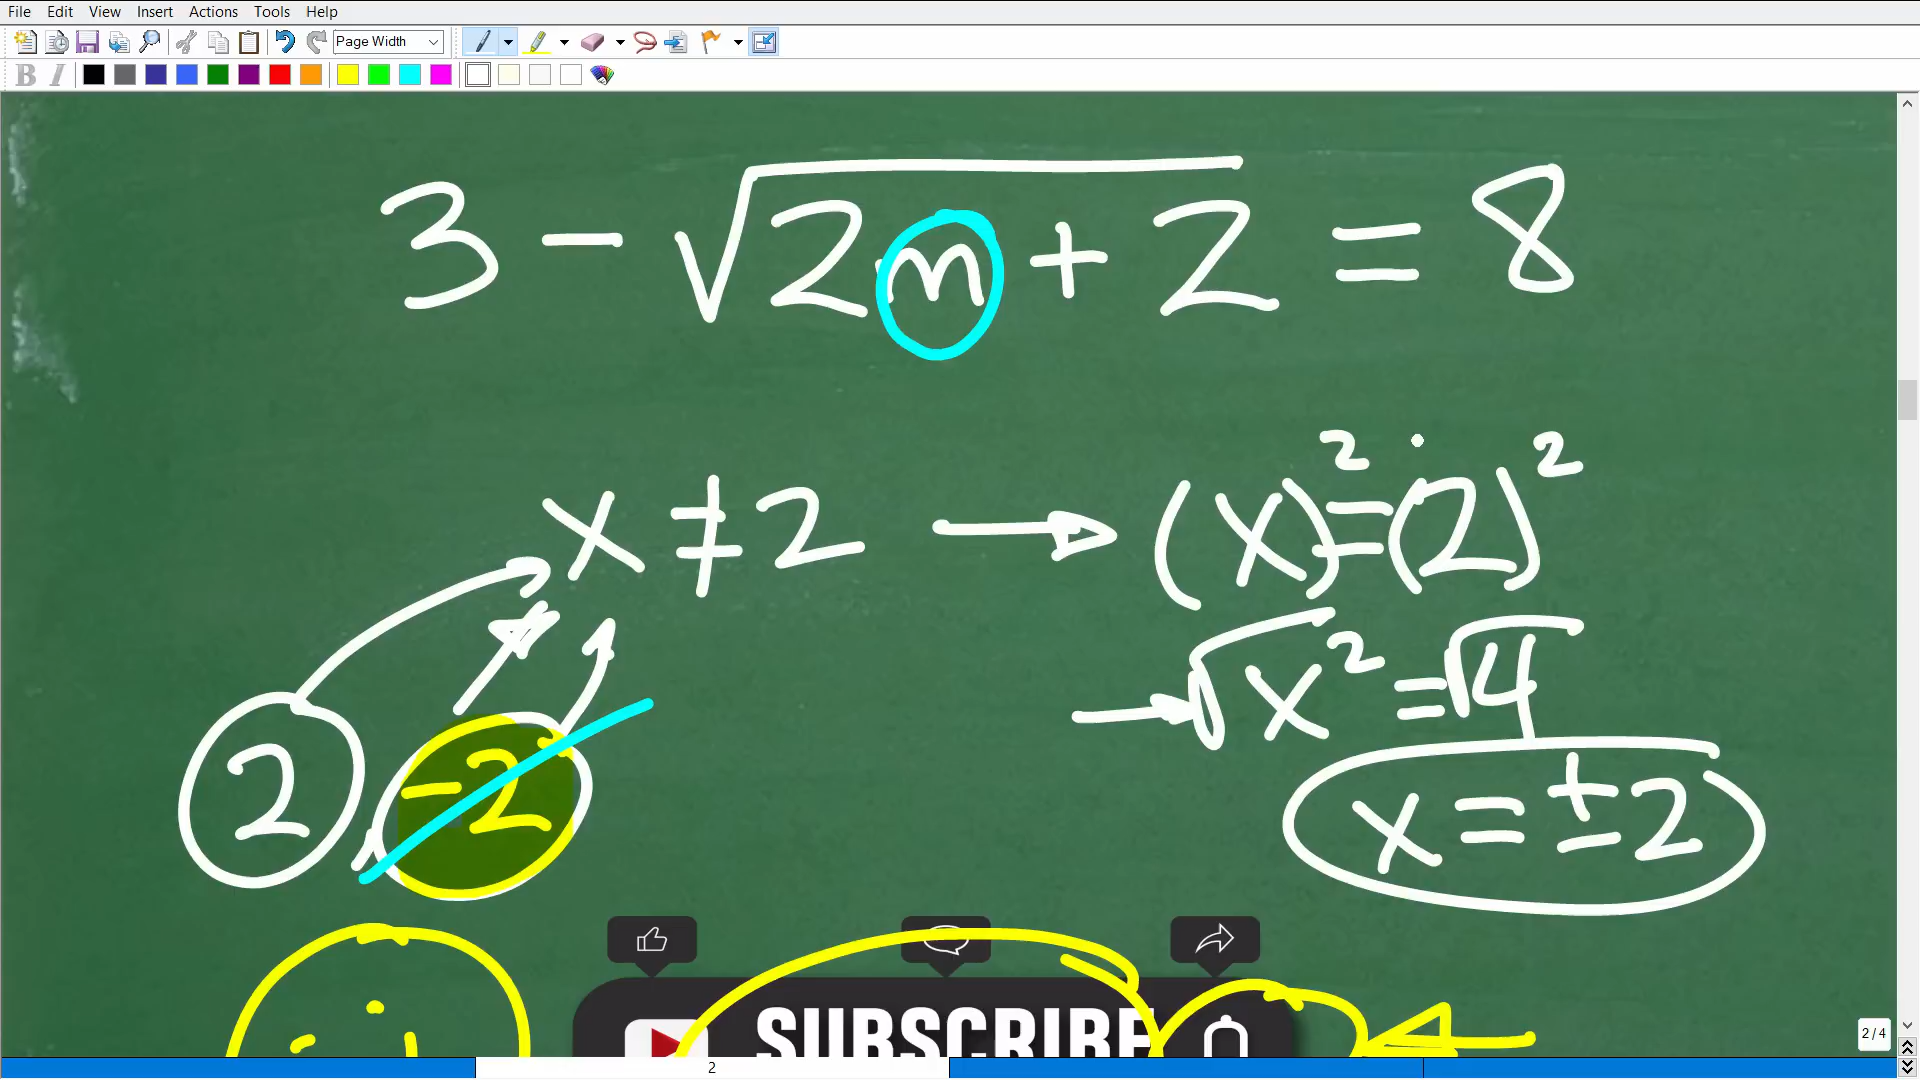 File Edit View Insert Actions Tools Help
Page Width
B I
3 - √2m + 2 = 8
x ≠ 2 → (x)² = (2)²
→ √x² = √4
2 -2 x = ± 2
SUBSCRIBE
2 / 4
2